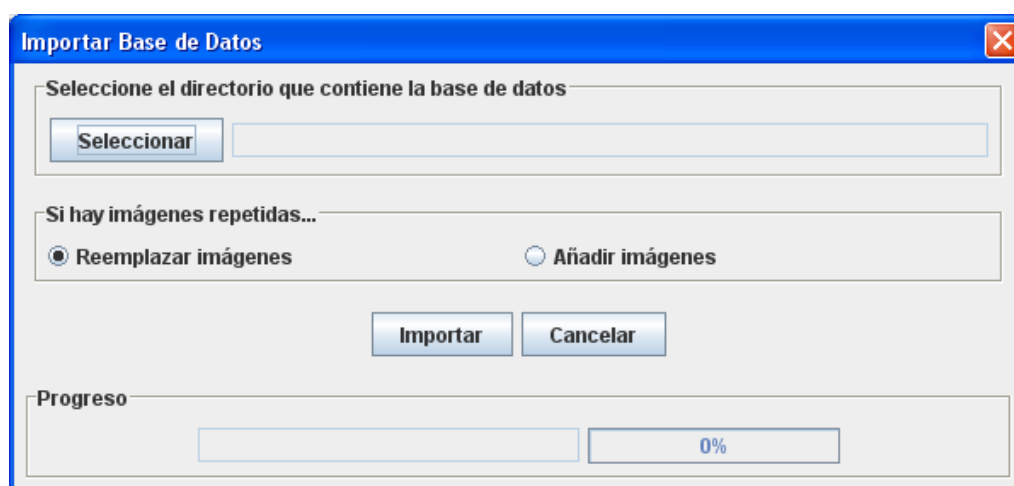 Importar Base de Datos
Seleccione el directorio que contiene la base de datos
Seleccionar
Si hay imágenes repetidas...
Reemplazar imágenes
Añadir imágenes
Importar
Cancelar
Progreso
0%